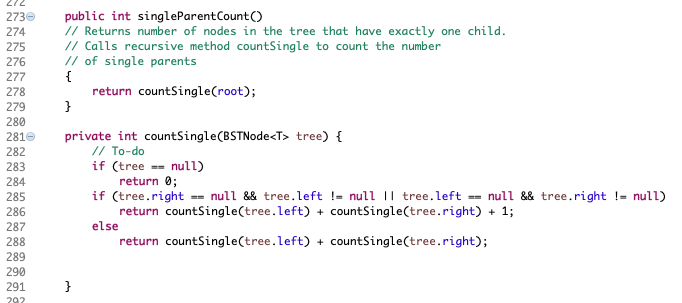 272
273 public int singleParentCount()
274 // Returns number of nodes in the tree that have exactly one child.
275 // Calls recursive method countSingle to count the number
276 // of single parents
277 {
278 return countSingle(root);
279 }
280
281 private int countSingle(BSTNode<T> tree) {
282 // To-do
283 if (tree == null)
284 return 0;
285 if (tree.right == null && tree.left != null || tree.left == null && tree.right != null)
286 return countSingle(tree.left) + countSingle(tree.right) + 1;
287 else
288 return countSingle(tree.left) + countSingle(tree.right);
289
290
291 }
292